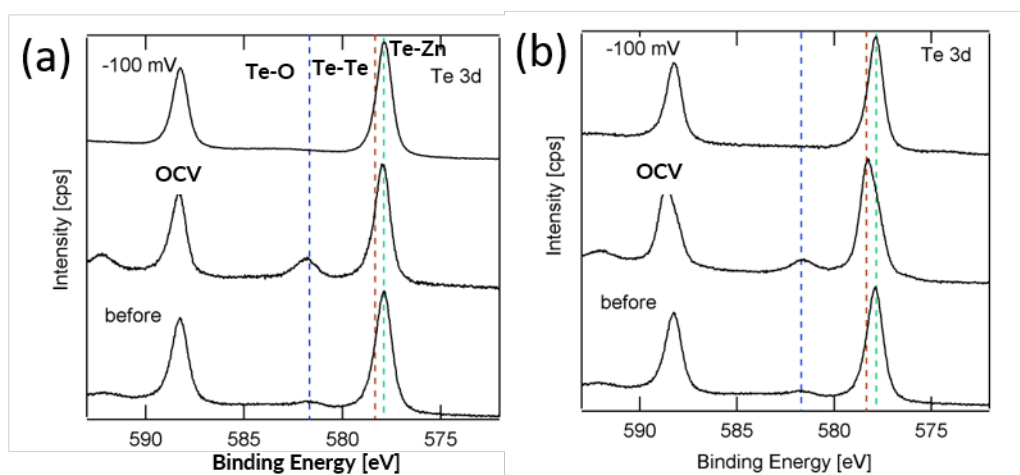 (a)
-100 mV
Te-O
Te-Te
Te-Zn
Te 3d
OCV
before
Intensity [cps]
590
585
580
575
Binding Energy [eV]
(b)
-100 mV
Te 3d
OCV
before
Intensity [cps]
590
585
580
575
Binding Energy [eV]